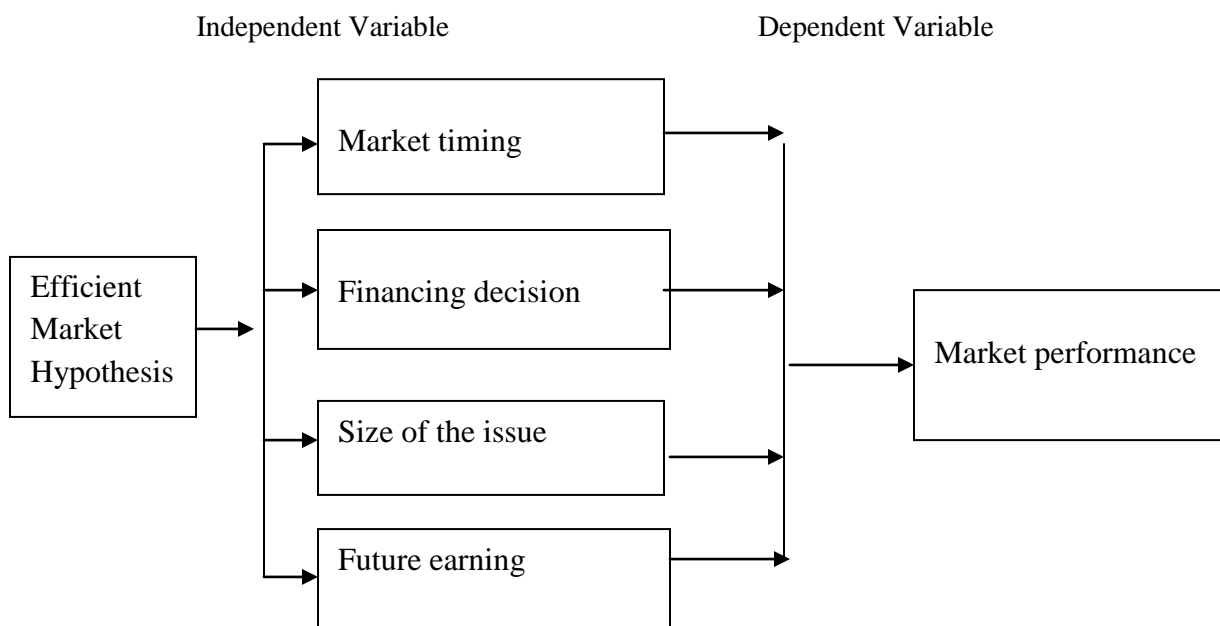 Independent Variable
Dependent Variable
Market timing
Efficient
Market
Hypothesis
Financing decision
Market performance
Size of the issue
Future earning